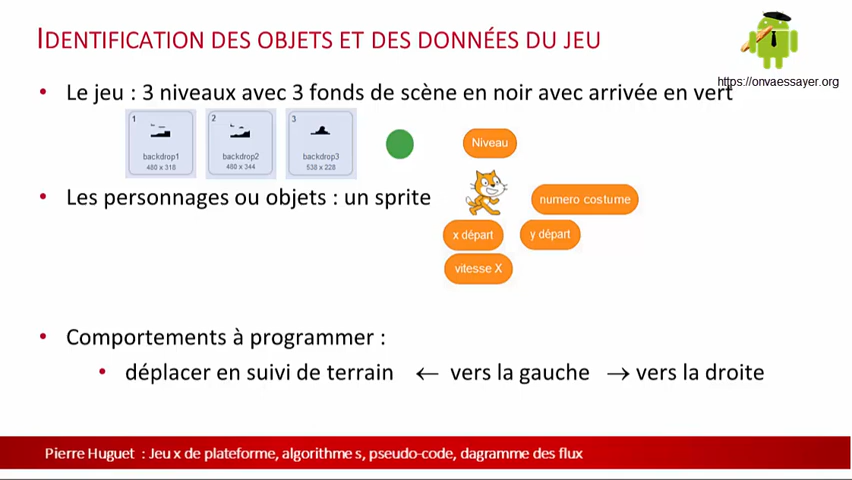 IDENTIFICATION DES OBJETS ET DES DONNÉES DU JEU
https://onvaessayer.org
• Le jeu : 3 niveaux avec 3 fonds de scène en noir avec arrivée en vert
1 2 3
backdrop1 backdrop2 backdrop3
480 x 318 480 x 344 538 x 228
Niveau
• Les personnages ou objets : un sprite
numero costume
x départ y départ
vitesse X
• Comportements à programmer :
• déplacer en suivi de terrain ← vers la gauche → vers la droite
Pierre Huguet : Jeu x de plateforme, algorithme s, pseudo-code, dagramme des flux